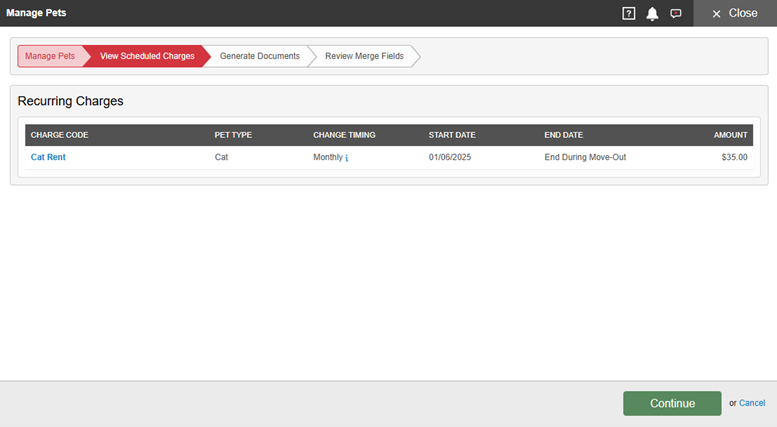 Manage Pets
? × Close
Manage Pets View Scheduled Charges Generate Documents Review Merge Fields
Recurring Charges
CHARGE CODE PET TYPE CHANGE TIMING START DATE END DATE AMOUNT
Cat Rent Cat Monthly i 01/06/2025 End During Move-Out $35.00
Continue or Cancel